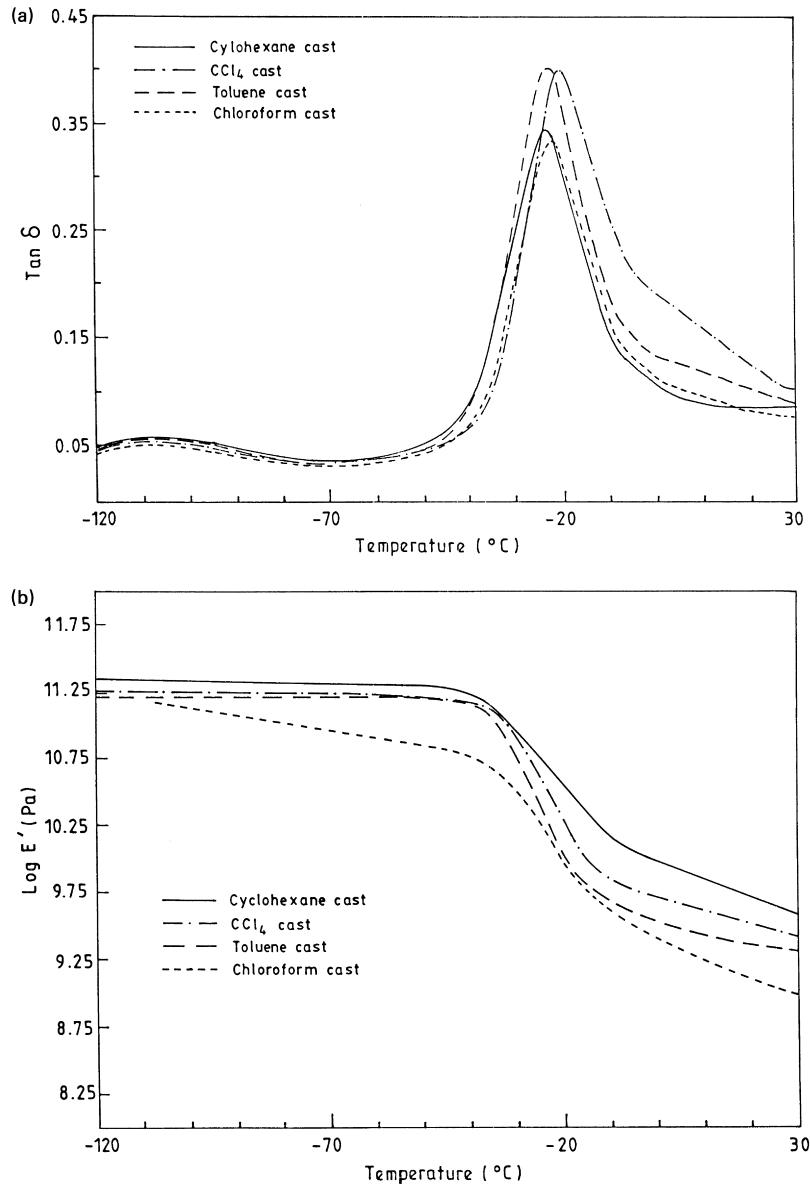 (a)
0.45
0.35
0.25
0.15
0.05
Tan δ
Cylohexane cast
CCl₄ cast
Toluene cast
Chloroform cast
-120
-70
-20
30
Temperature (°C)
(b)
11.75
11.25
10.75
10.25
9.75
9.25
8.75
8.25
Log E′ (Pa)
Cyclohexane cast
CCl₄ cast
Toluene cast
Chloroform cast
-120
-70
-20
30
Temperature (°C)